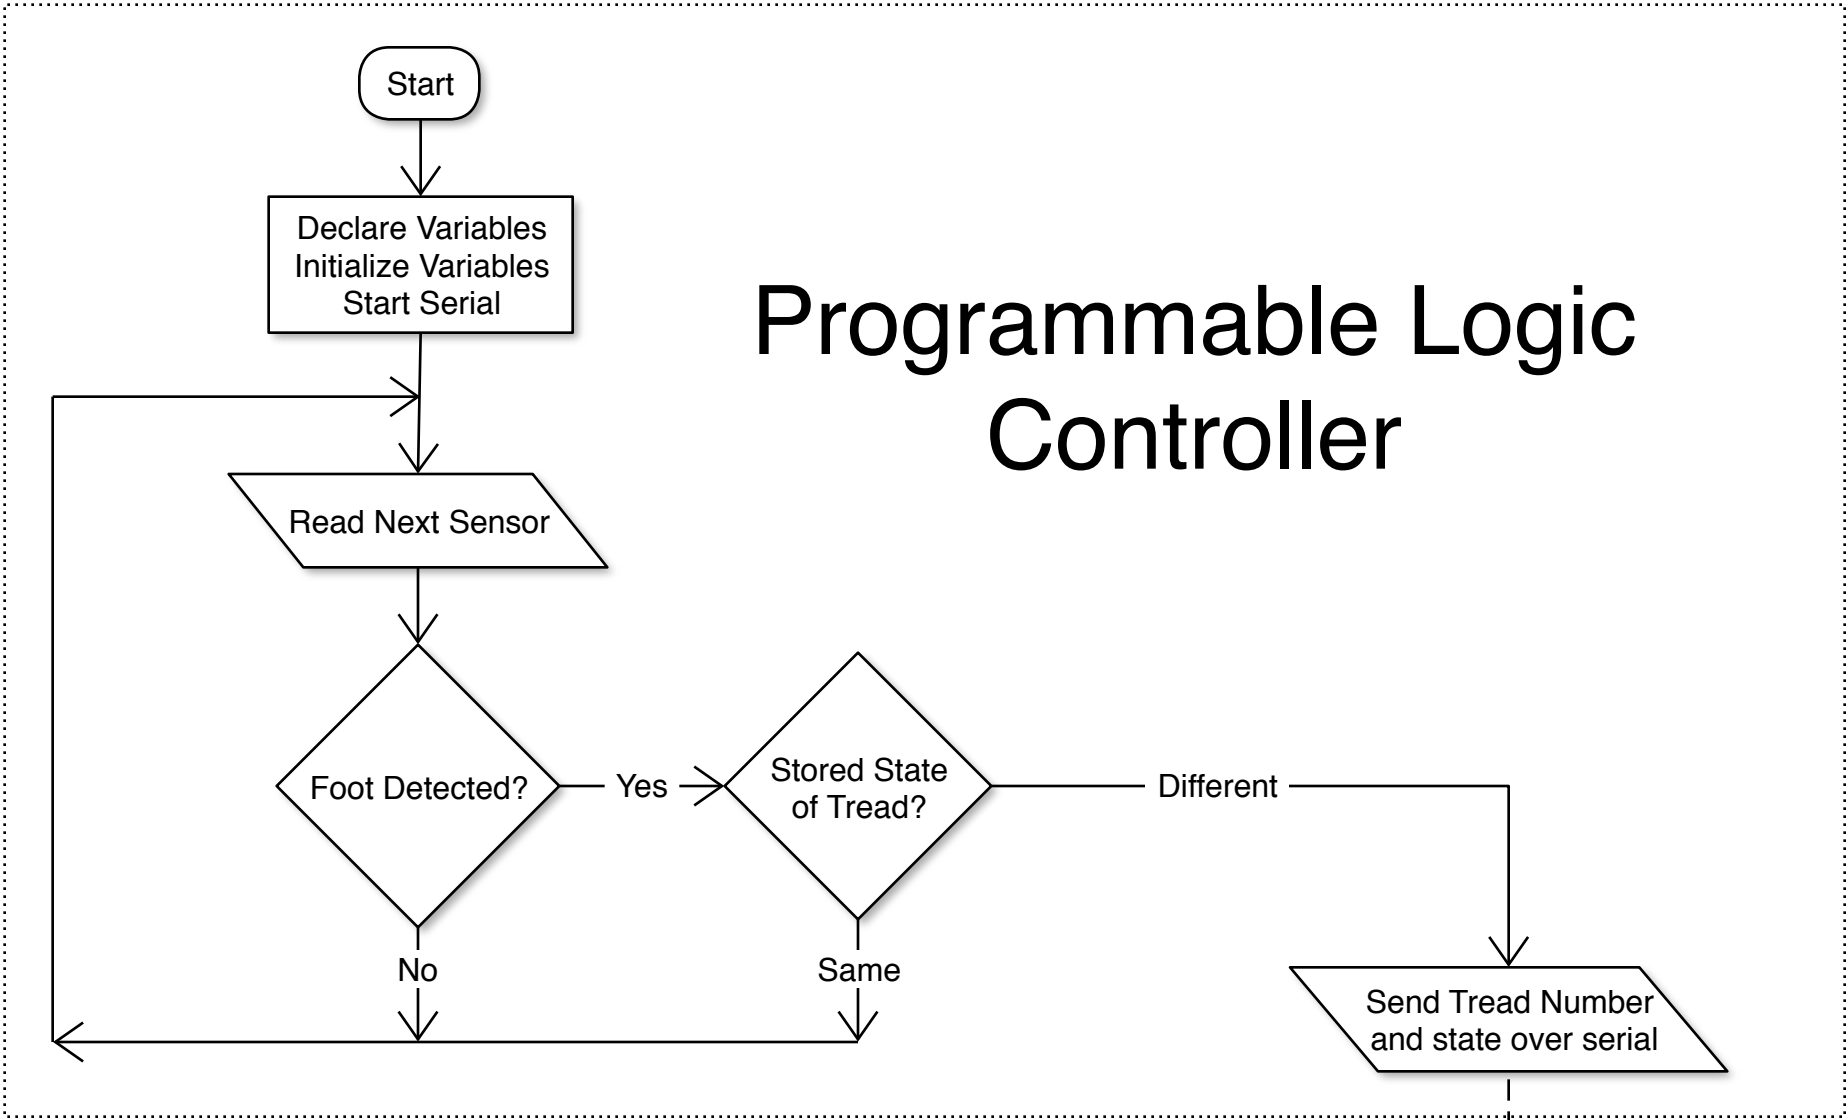 Start
Declare Variables
Initialize Variables
Start Serial
Programmable Logic
Controller
Read Next Sensor
Foot Detected?
Yes
Stored State
of Tread?
Different
No
Same
Send Tread Number
and state over serial